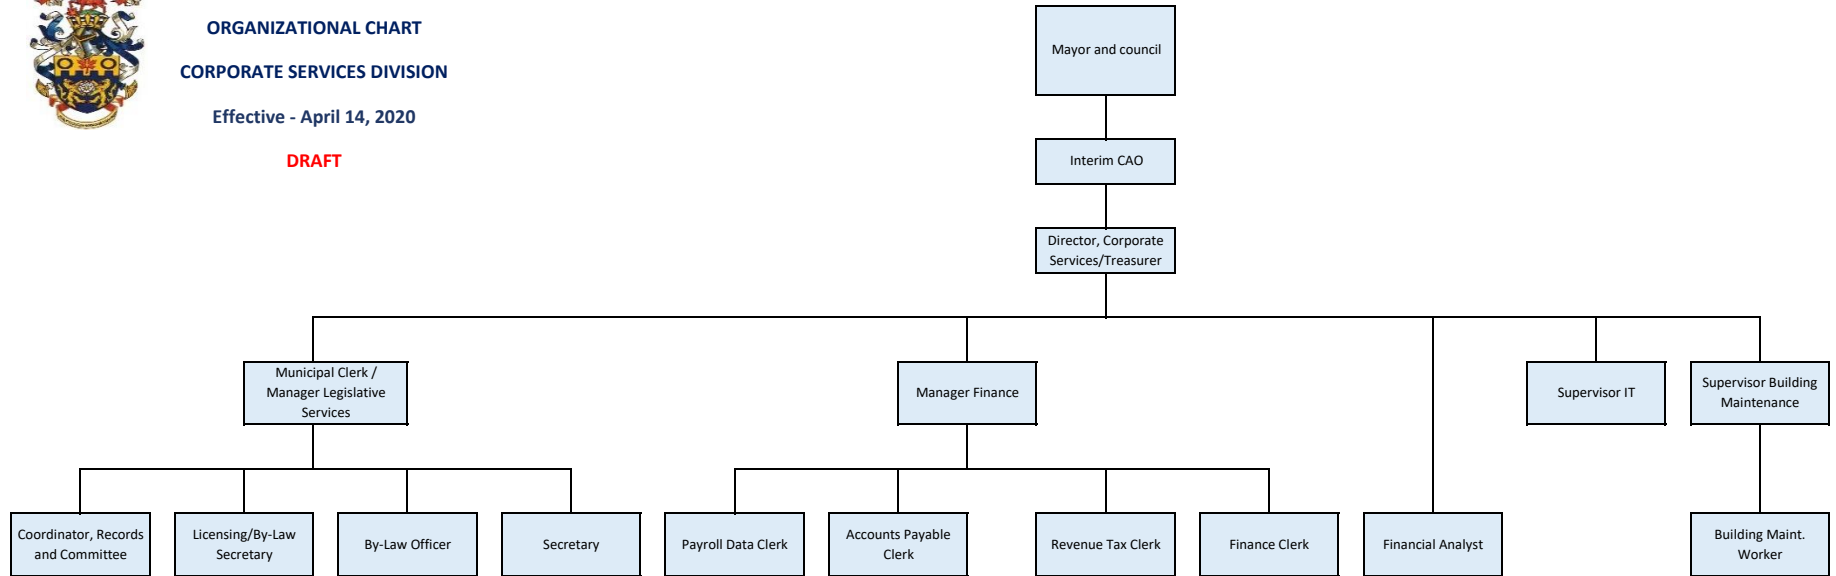 ORGANIZATIONAL CHART
CORPORATE SERVICES DIVISION
Effective - April 14, 2020
DRAFT
Mayor and council
Interim CAO
Director, Corporate
Services/Treasurer
Municipal Clerk /
Manager Legislative
Services
Manager Finance
Supervisor IT
Supervisor Building
Maintenance
Coordinator, Records
and Committee
Licensing/By-Law
Secretary
By-Law Officer
Secretary
Payroll Data Clerk
Accounts Payable
Clerk
Revenue Tax Clerk
Finance Clerk
Financial Analyst
Building Maint.
Worker